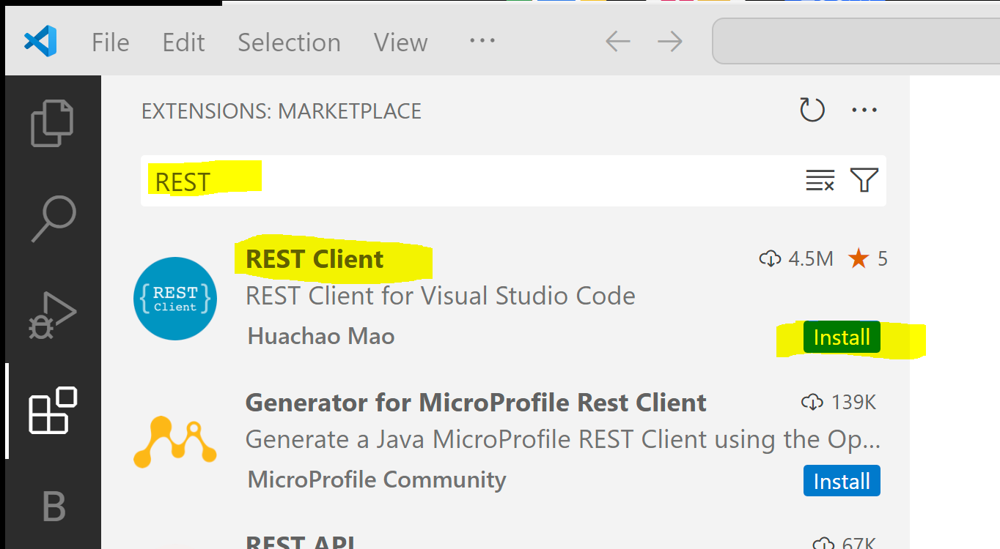 File Edit Selection View ···
EXTENSIONS: MARKETPLACE ···
REST
REST Client 4.5M ★ 5
{REST}
Client
REST Client for Visual Studio Code
Huachao Mao Install
Generator for MicroProfile Rest Client 139K
Generate a Java MicroProfile REST Client using the Op...
MicroProfile Community Install
B
REST API 67K